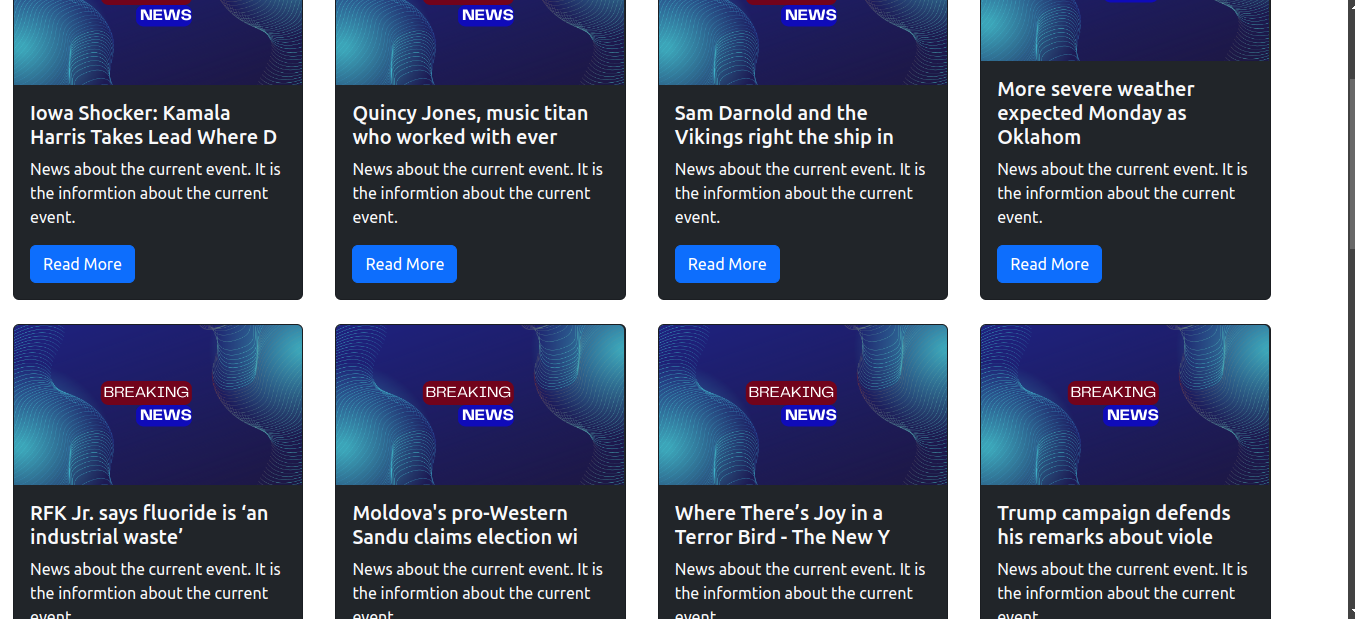 NEWS
Iowa Shocker: Kamala
Harris Takes Lead Where D
News about the current event. It is
the informtion about the current
event.
Read More
NEWS
Quincy Jones, music titan
who worked with ever
News about the current event. It is
the informtion about the current
event.
Read More
NEWS
Sam Darnold and the
Vikings right the ship in
News about the current event. It is
the informtion about the current
event.
Read More
More severe weather
expected Monday as
Oklahom
News about the current event. It is
the informtion about the current
event.
Read More
BREAKING
NEWS
RFK Jr. says fluoride is ‘an
industrial waste’
News about the current event. It is
the informtion about the current
event.
BREAKING
NEWS
Moldova's pro-Western
Sandu claims election wi
News about the current event. It is
the informtion about the current
event.
BREAKING
NEWS
Where There’s Joy in a
Terror Bird - The New Y
News about the current event. It is
the informtion about the current
event.
BREAKING
NEWS
Trump campaign defends
his remarks about viole
News about the current event. It is
the informtion about the current
event.